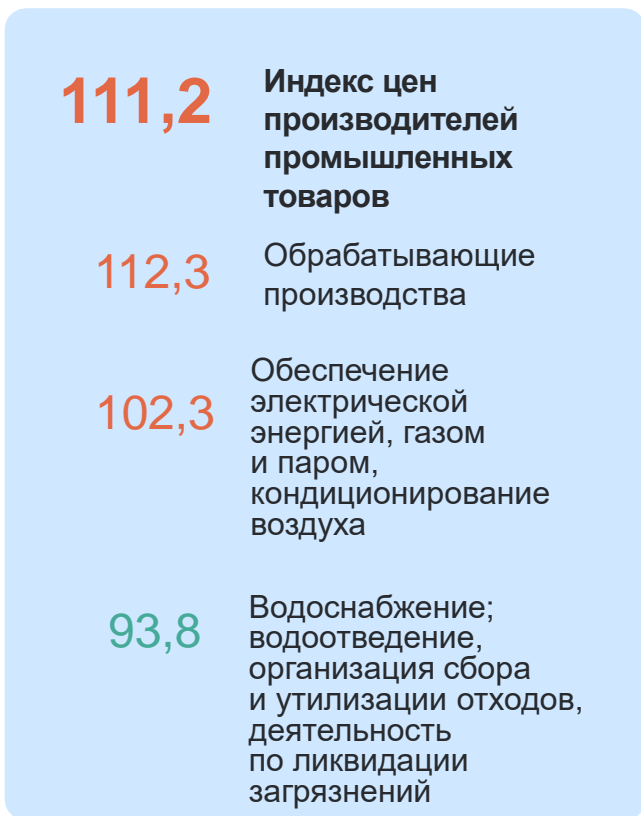 111,2
Индекс цен
производителей
промышленных
товаров
112,3
Обрабатывающие
производства
102,3
Обеспечение
электрической
энергией, газом
и паром,
кондиционирование
воздуха
93,8
Водоснабжение;
водоотведение,
организация сбора
и утилизации отходов,
деятельность
по ликвидации
загрязнений